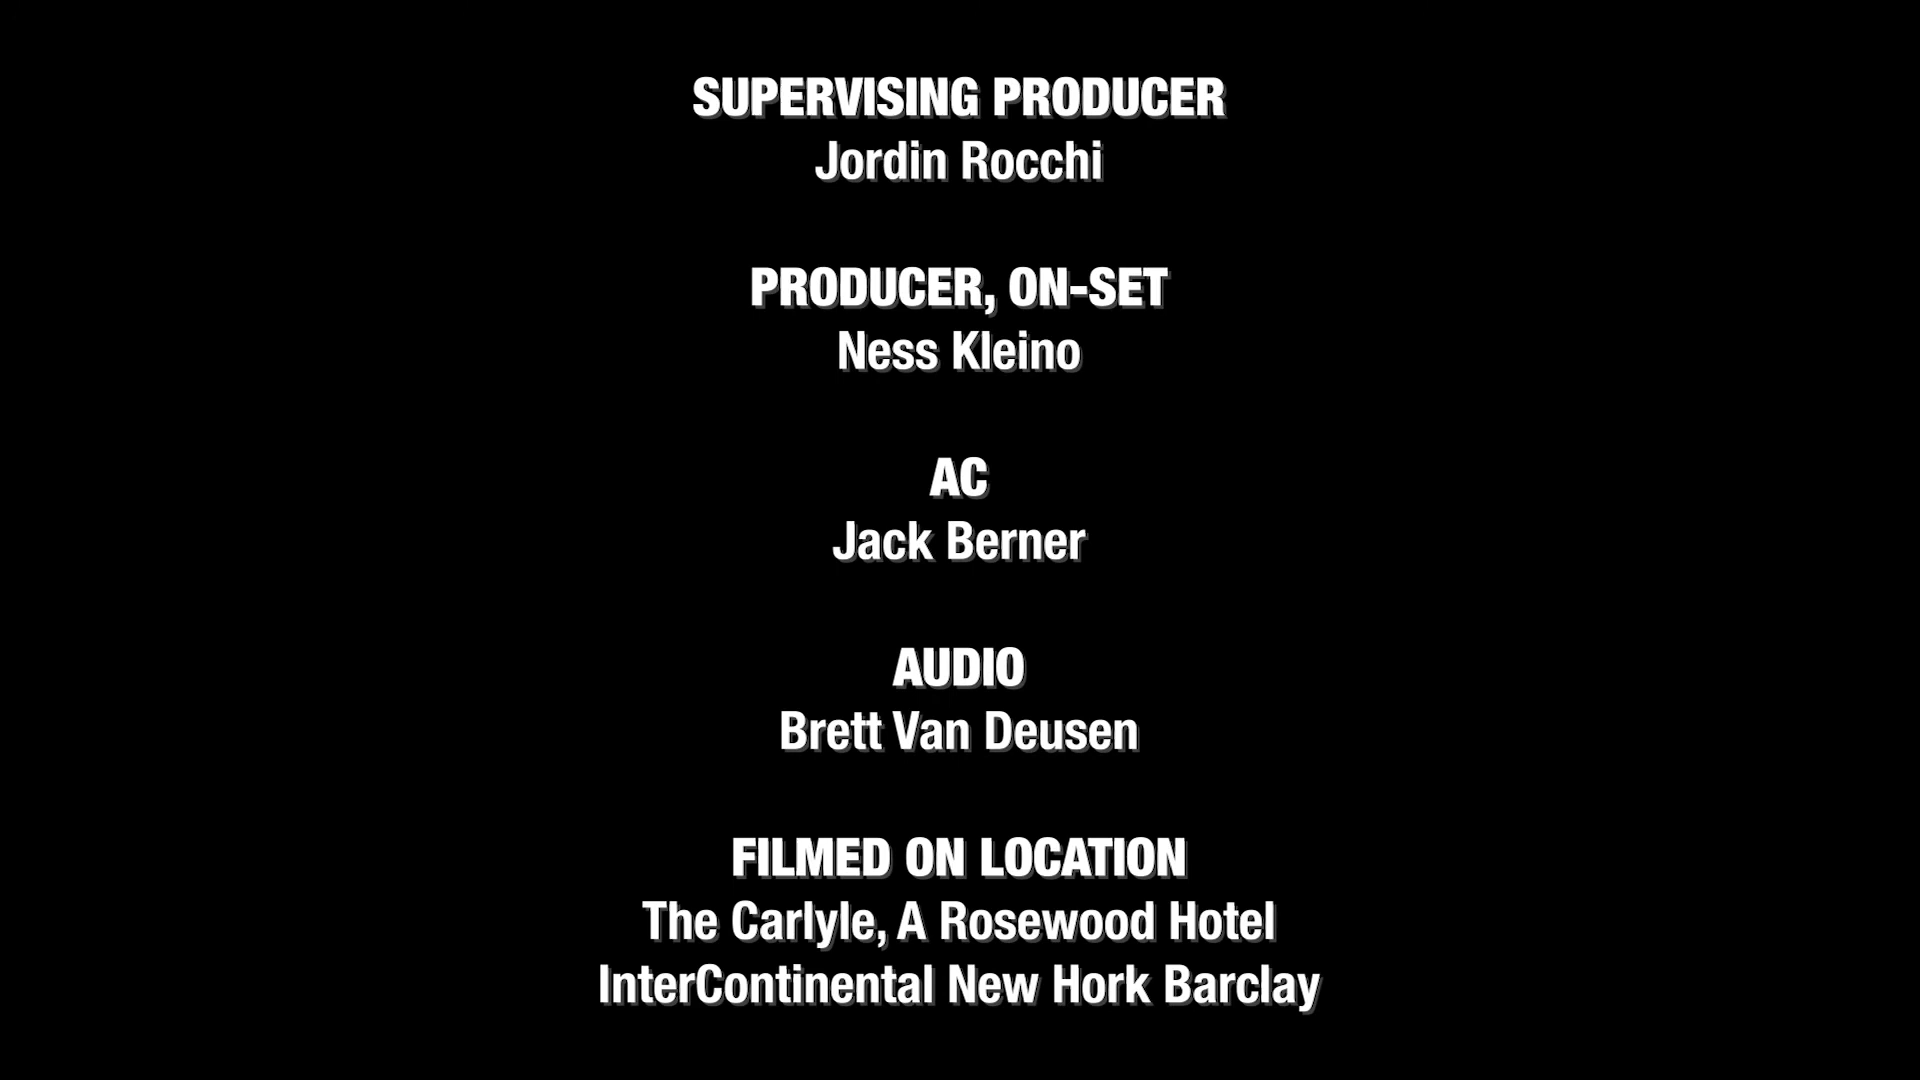 SUPERVISING PRODUCER
Jordin Rocchi
PRODUCER, ON-SET
Ness Kleino
AC
Jack Berner
AUDIO
Brett Van Deusen
FILMED ON LOCATION
The Carlyle, A Rosewood Hotel
InterContinental New Hork Barclay